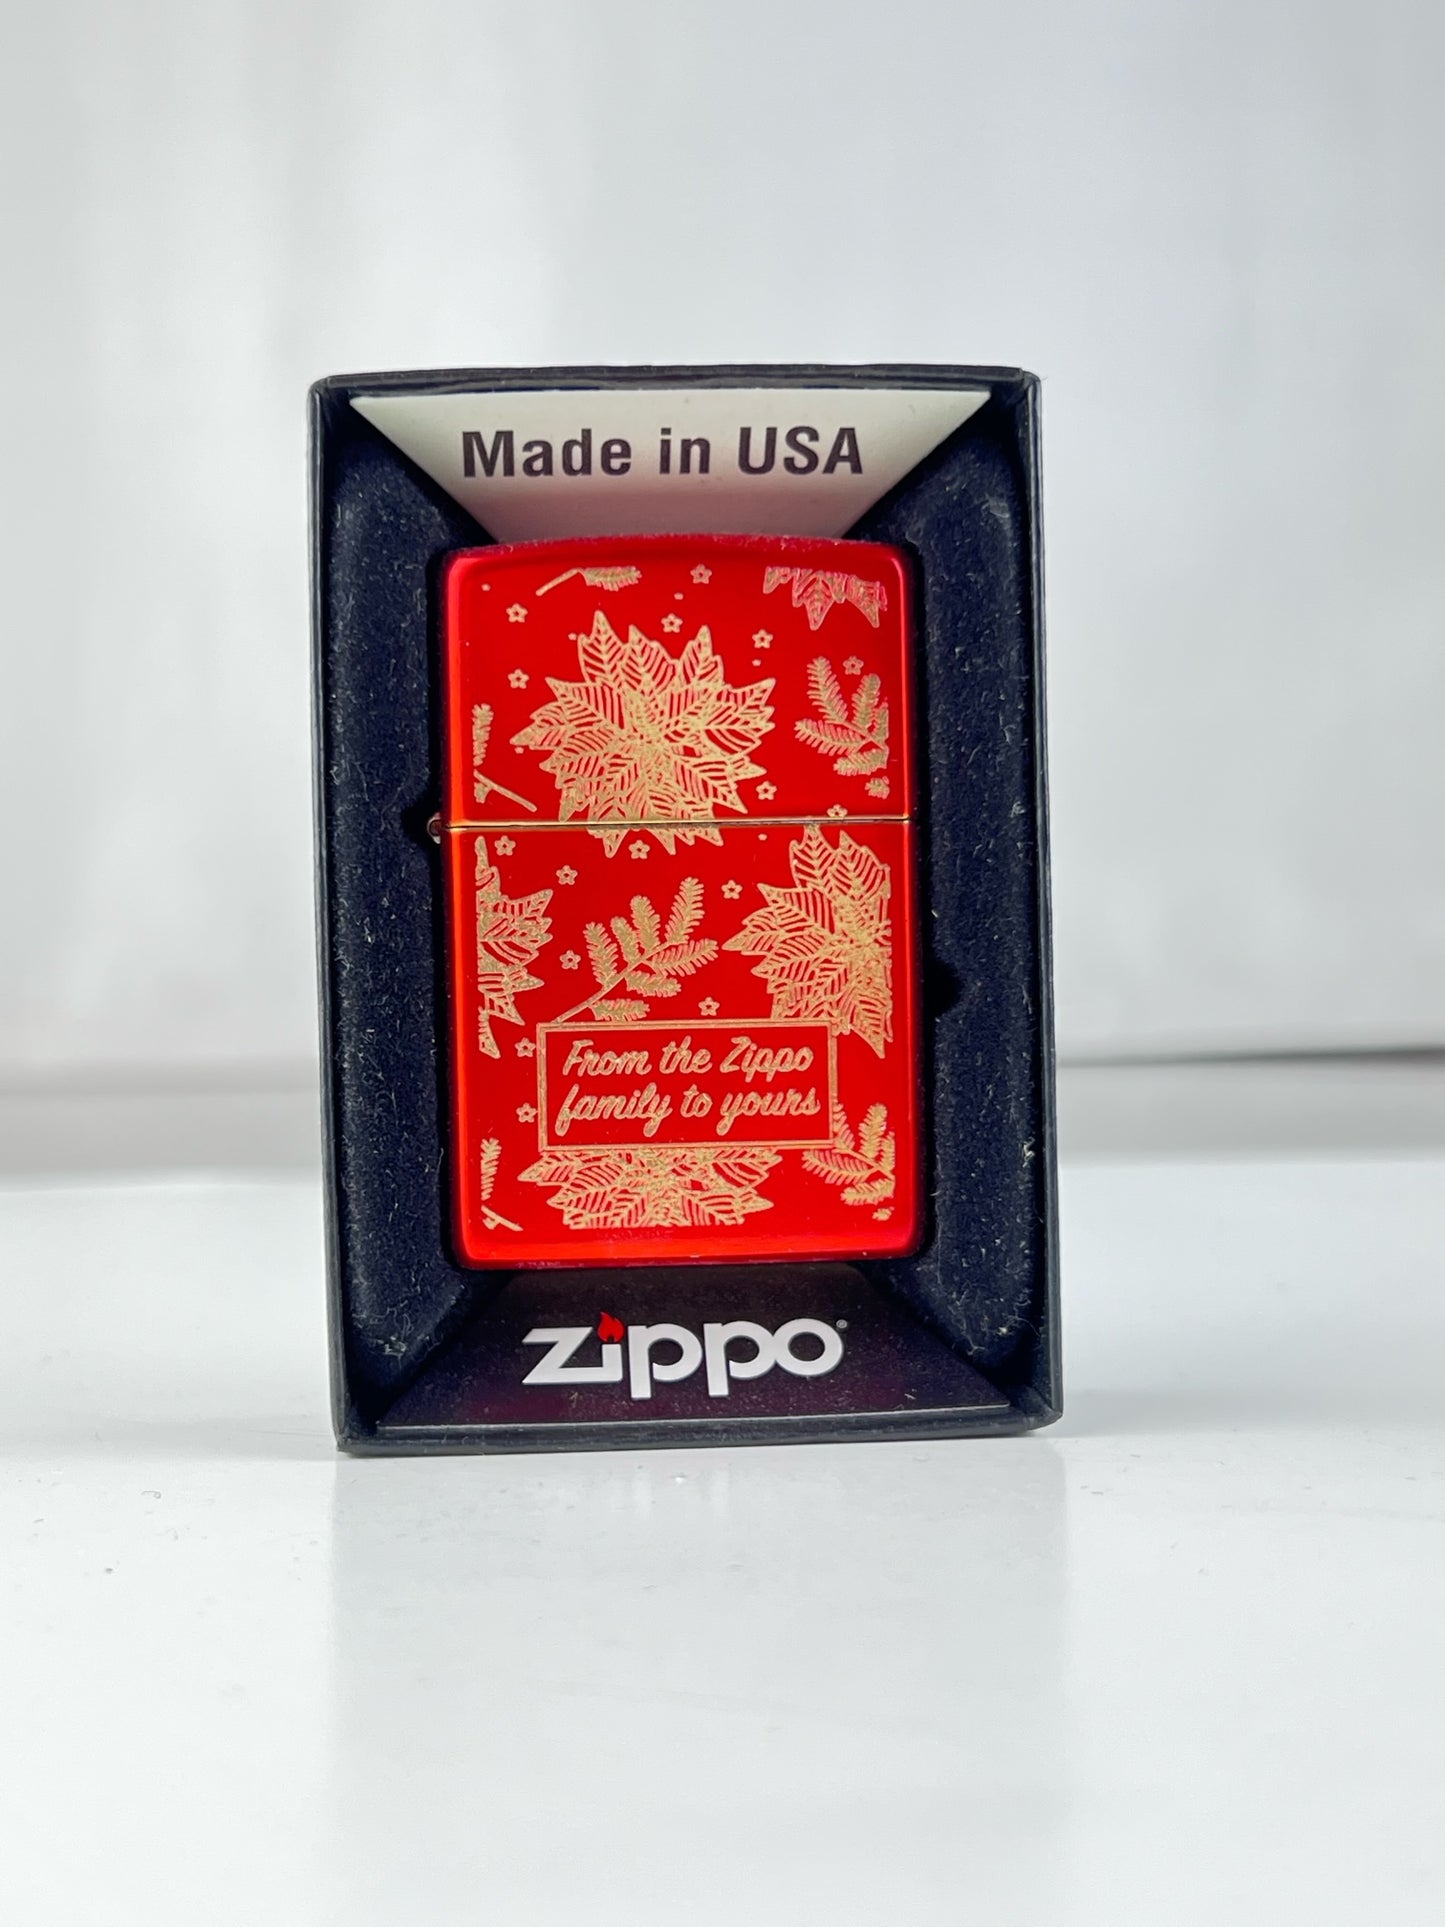 Made in USA
From the Zippo
family to yours
zippo®